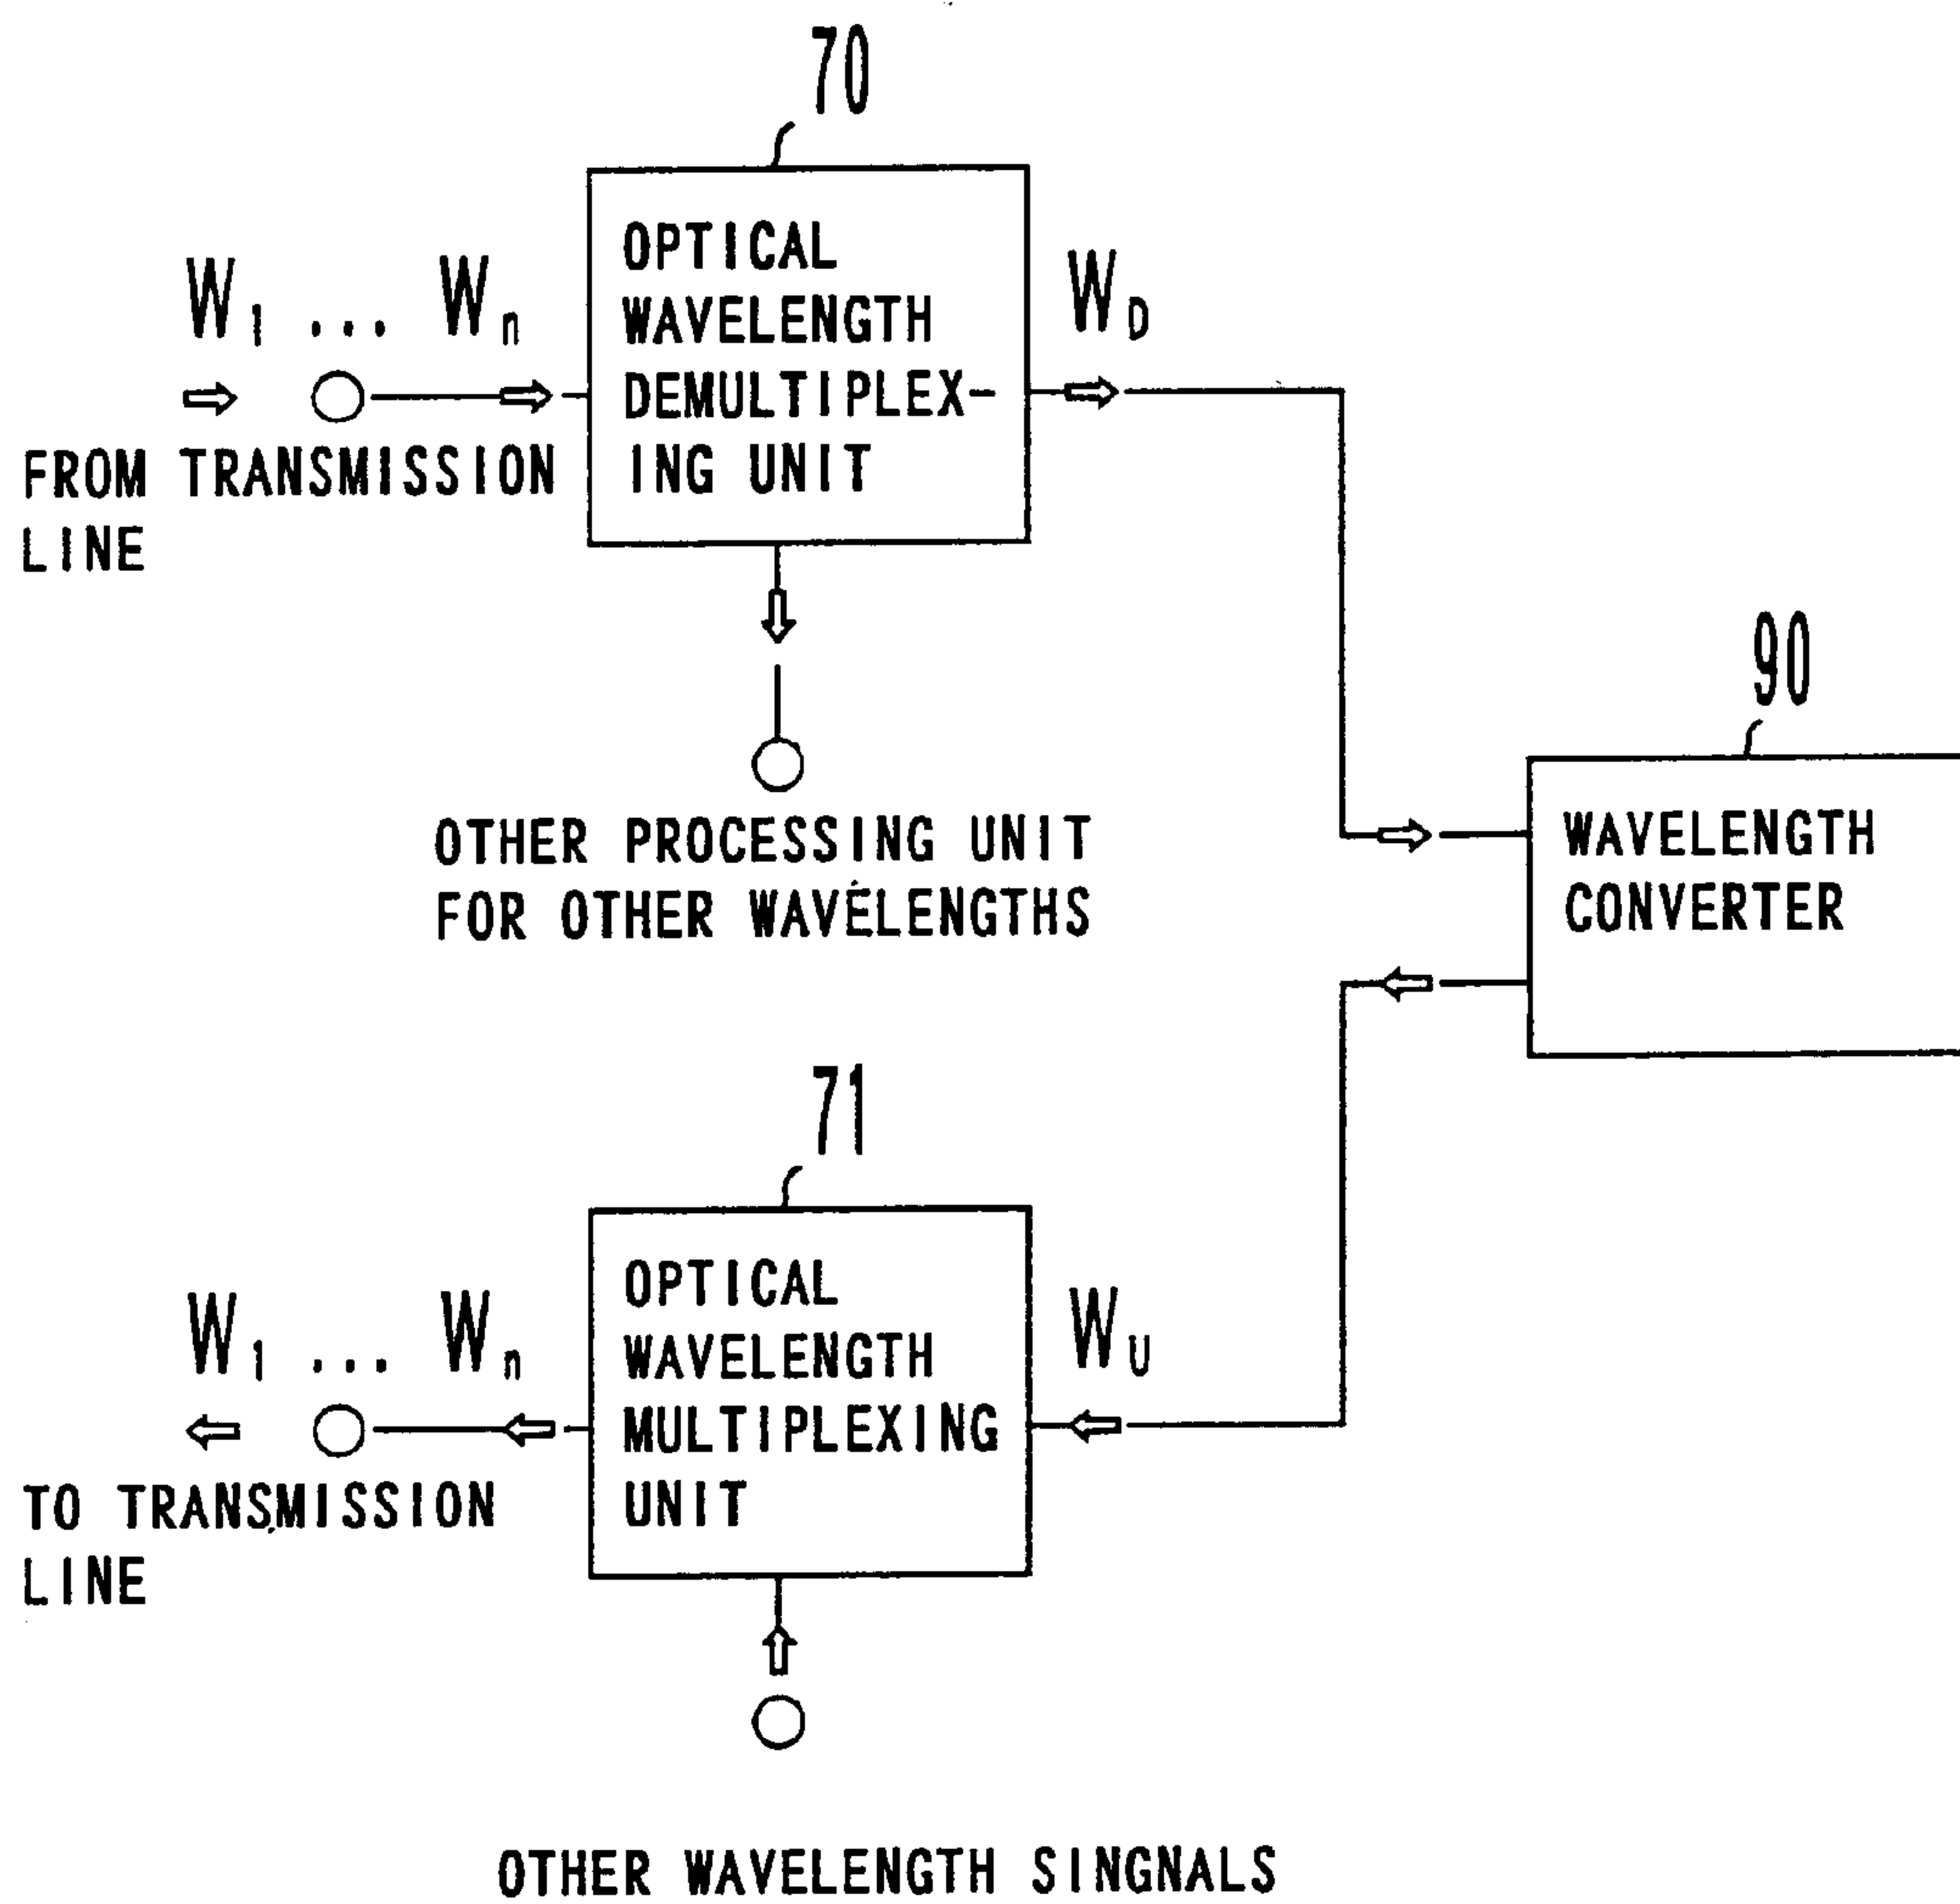 70
W1 ... Wn
OPTICAL
WAVELENGTH
DEMULTIPLEX-
ING UNIT
WD
FROM TRANSMISSION
LINE
OTHER PROCESSING UNIT
FOR OTHER WAVELENGTHS
90
WAVELENGTH
CONVERTER
71
W1 ... Wn
OPTICAL
WAVELENGTH
MULTIPLEXING
UNIT
WU
TO TRANSMISSION
LINE
OTHER WAVELENGTH SINGNALS